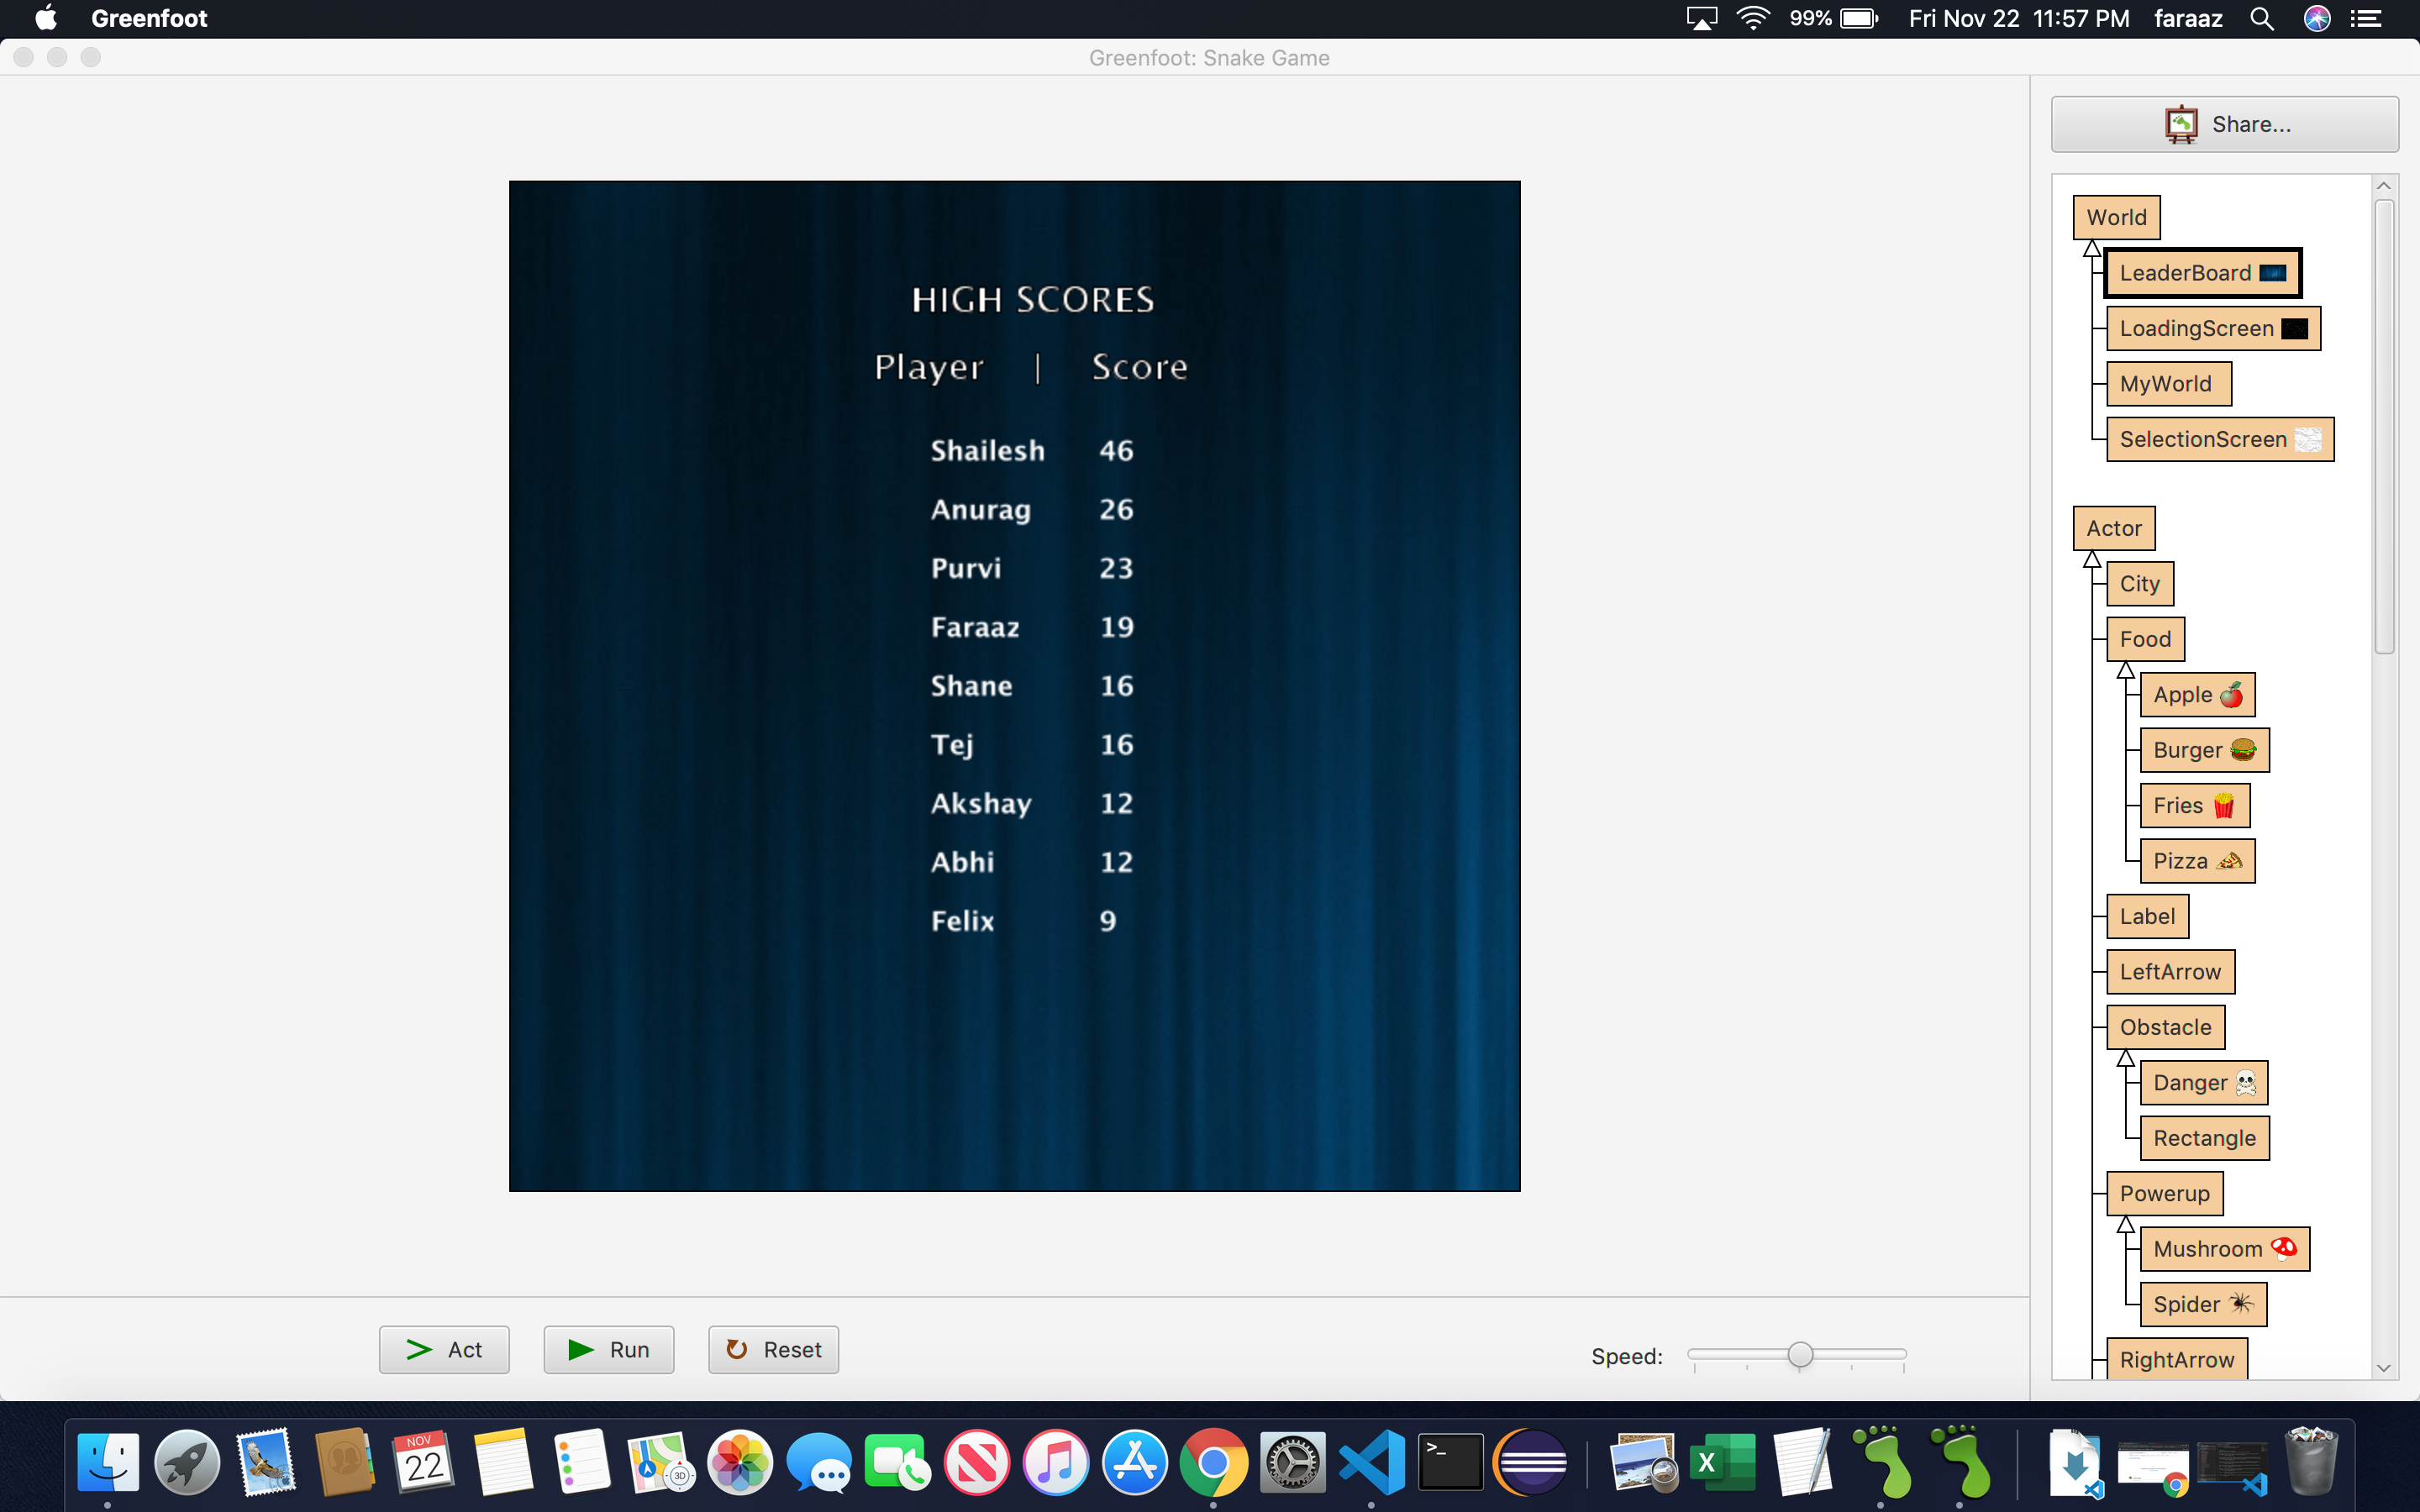 Greenfoot 99% Fri Nov 22 11:57 PM faraaz
Greenfoot: Snake Game
Share...
HIGH SCORES
Player | Score
Shailesh 46
Anurag 26
Purvi 23
Faraaz 19
Shane 16
Tej 16
Akshay 12
Abhi 12
Felix 9
World
LeaderBoard
LoadingScreen
MyWorld
SelectionScreen
Actor
City
Food
Apple
Burger
Fries
Pizza
Label
LeftArrow
Obstacle
Danger
Rectangle
Powerup
Mushroom
Spider
RightArrow
Act Run Reset Speed:
NOV
22
3D
>_
X